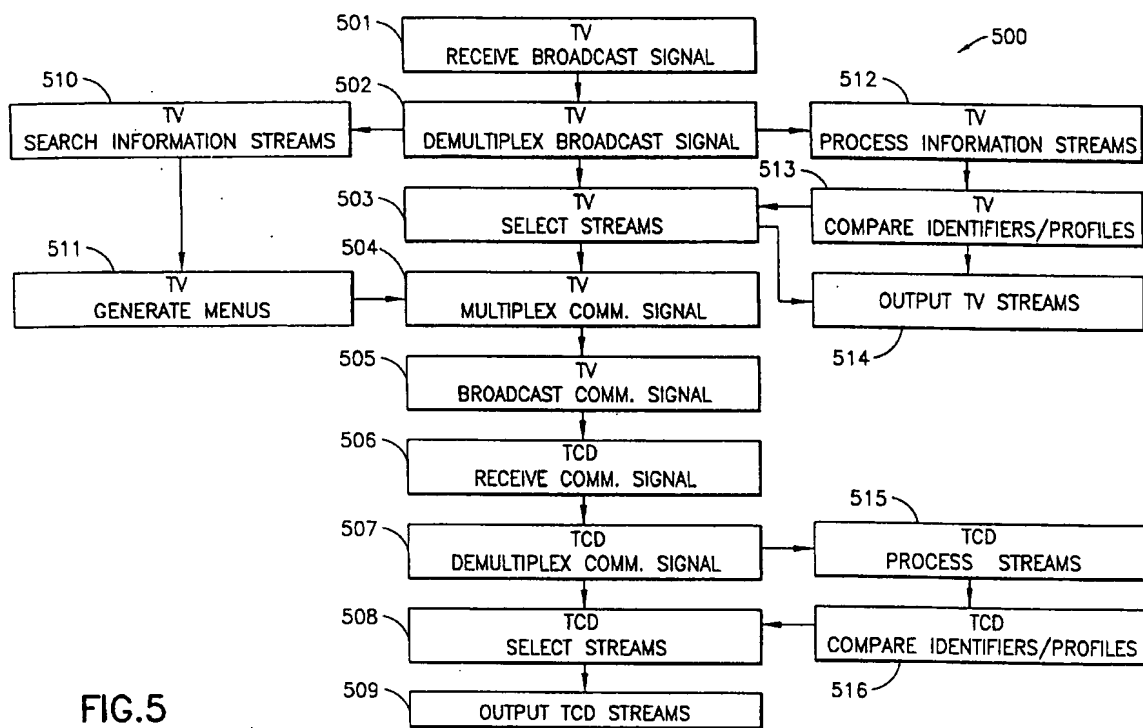 501
TV
RECEIVE BROADCAST SIGNAL
500
510
TV
SEARCH INFORMATION STREAMS
502
TV
DEMULTIPLEX BROADCAST SIGNAL
512
TV
PROCESS INFORMATION STREAMS
503
TV
SELECT STREAMS
513
TV
COMPARE IDENTIFIERS/PROFILES
511
TV
GENERATE MENUS
504
TV
MULTIPLEX COMM. SIGNAL
OUTPUT TV STREAMS
514
505
TV
BROADCAST COMM. SIGNAL
506
TCD
RECEIVE COMM. SIGNAL
507
TCD
DEMULTIPLEX COMM. SIGNAL
515
TCD
PROCESS STREAMS
508
TCD
SELECT STREAMS
TCD
COMPARE IDENTIFIERS/PROFILES
516
509
OUTPUT TCD STREAMS
FIG.5